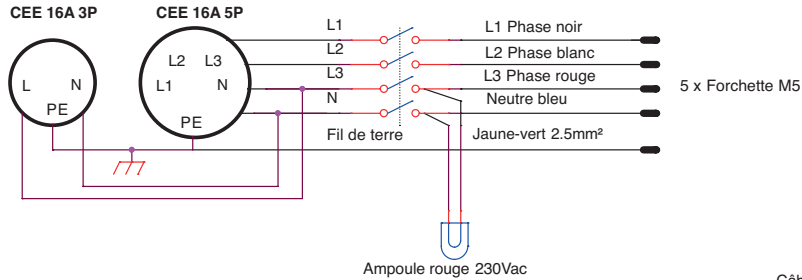 CEE 16A 3P
CEE 16A 5P
L1
L1 Phase noir
L2
L2 Phase blanc
L3
L3 Phase rouge
N
Neutre bleu
5 x Forchette M5
L
N
PE
L2
L3
L1
N
PE
Fil de terre
Jaune-vert 2.5mm²
Ampoule rouge 230Vac